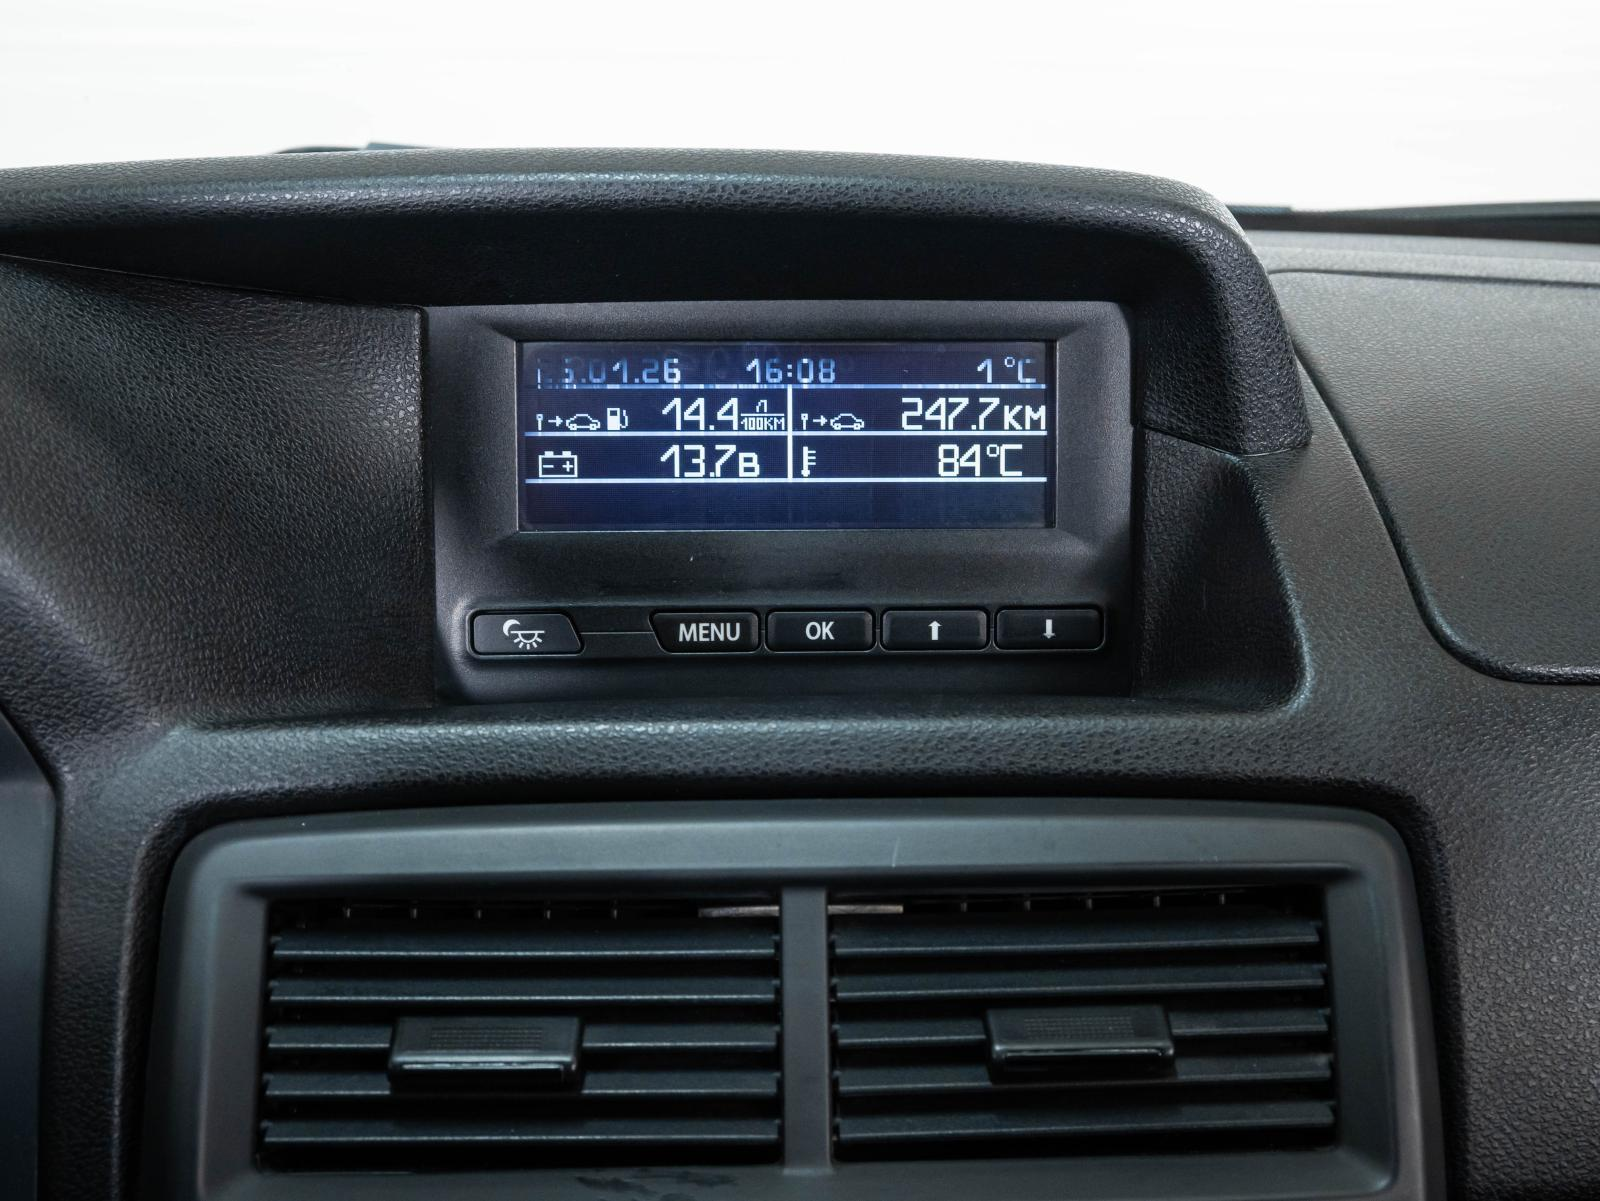 .01.26 16:08 1°C
14.4 л/100КМ 247.7КМ
13.7В 84°C
MENU OK